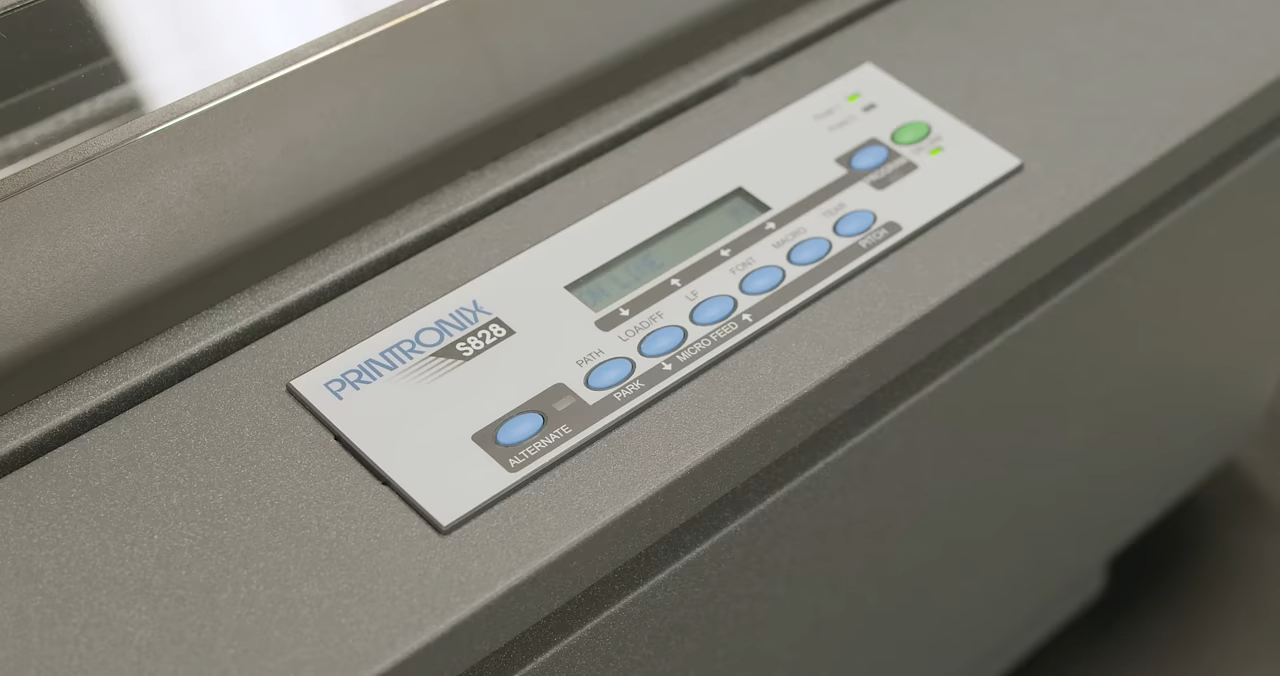 PRINTRONIX
S828
PATH
LOAD/FF
LF
FONT
MACRO
TEAR
ALTERNATE
PARK
MICRO FEED
PITCH